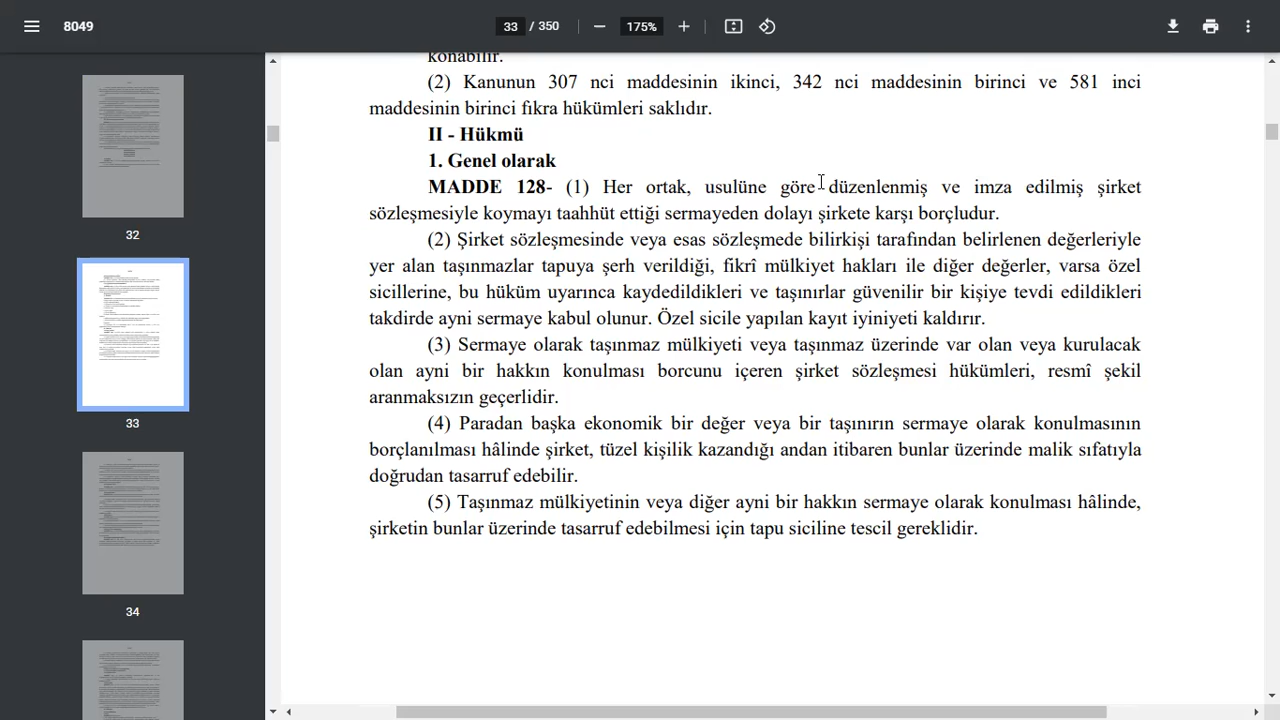 8049
33 / 350
175%
konabilir.
(2) Kanunun 307 nci maddesinin ikinci, 342 nci maddesinin birinci ve 581 inci
maddesinin birinci fıkra hükümleri saklıdır.
II - Hükmü
1. Genel olarak
MADDE 128- (1) Her ortak, usulüne göre düzenlenmiş ve imza edilmiş şirket
sözleşmesiyle koymayı taahhüt ettiği sermayeden dolayı şirkete karşı borçludur.
(2) Şirket sözleşmesinde veya esas sözleşmede bilirkişi tarafından belirlenen değerleriyle
yer alan taşınmazlar tapuya şerh verildiği, fikrî mülkiyet hakları ile diğer değerler, varsa özel
sicillerine, bu hüküm uyarınca kaydedildikleri ve taşınırlar güvenilir bir kişiye tevdi edildikleri
takdirde ayni sermaye kabul olunur. Özel sicile yapılan kayıt iyiniyeti kaldırır.
(3) Sermaye olarak taşınmaz mülkiyeti veya taşınmaz üzerinde var olan veya kurulacak
olan ayni bir hakkın konulması borcunu içeren şirket sözleşmesi hükümleri, resmî şekil
aranmaksızın geçerlidir.
(4) Paradan başka ekonomik bir değer veya bir taşınırın sermaye olarak konulmasının
borçlanılması hâlinde şirket, tüzel kişilik kazandığı andan itibaren bunlar üzerinde malik sıfatıyla
doğrudan tasarruf edebilir.
(5) Taşınmaz mülkiyetinin veya diğer ayni bir hakkın sermaye olarak konulması hâlinde,
şirketin bunlar üzerinde tasarruf edebilmesi için tapu siciline tescil gereklidir.
32
33
34